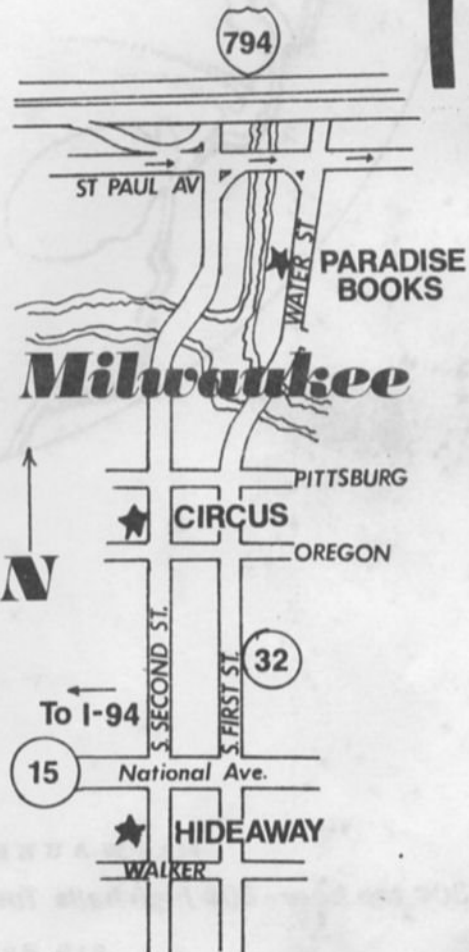 794
ST PAUL AV
WATER ST
PARADISE
BOOKS
Milwaukee
PITTSBURG
CIRCUS
OREGON
N
S. SECOND ST.
S. FIRST ST.
32
To I-94
15
National Ave.
HIDEAWAY
WALKER